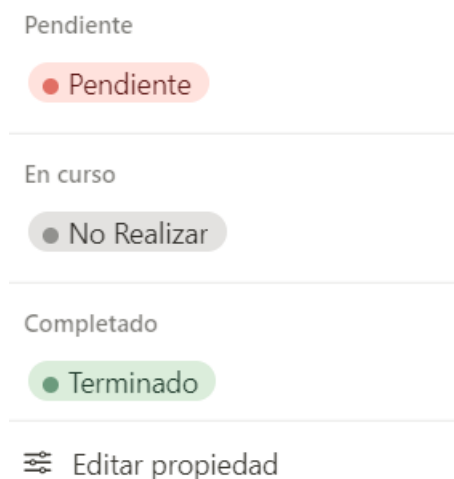 Pendiente
Pendiente
En curso
No Realizar
Completado
Terminado
Editar propiedad